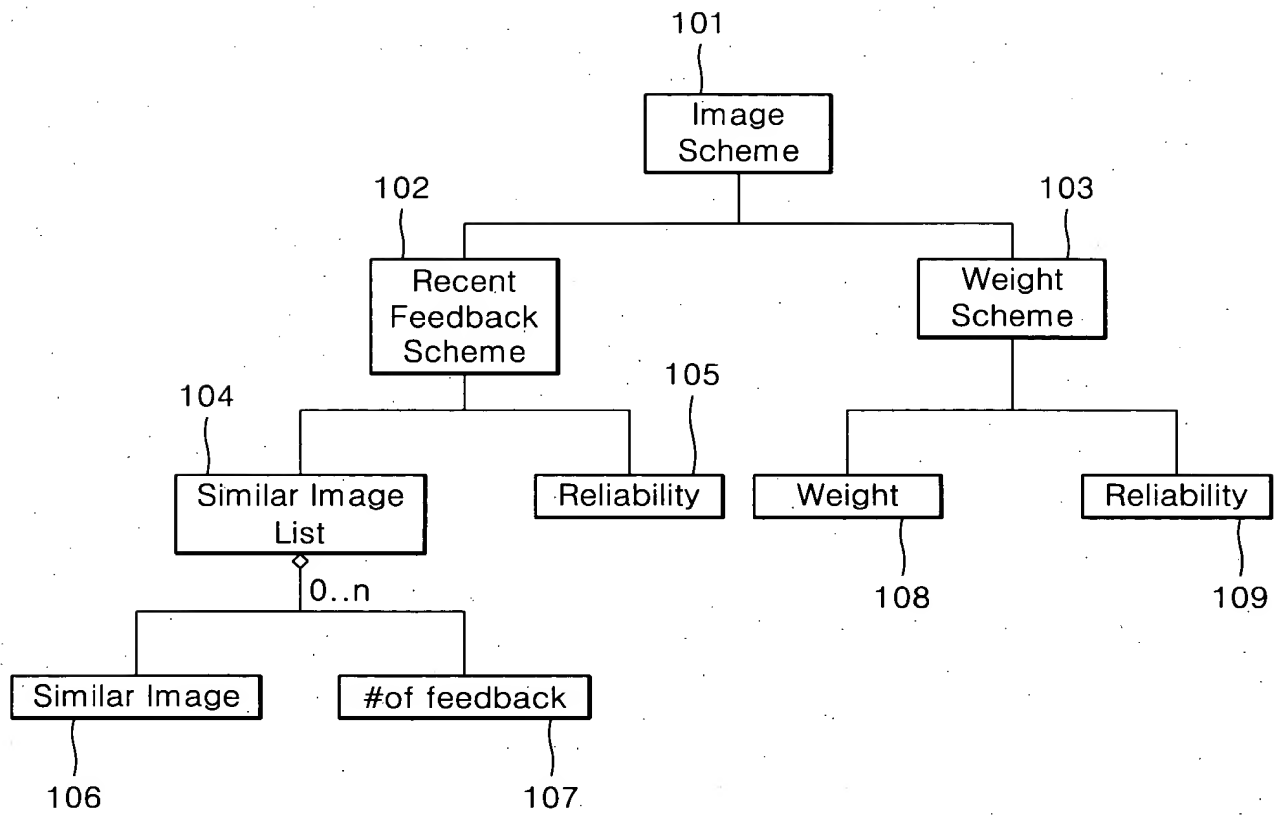 101
Image
Scheme
102
103
Recent
Feedback
Scheme
Weight
Scheme
104
105
Similar Image
List
Reliability
Weight
Reliability
0..n
108
109
Similar Image
#of feedback
106
107